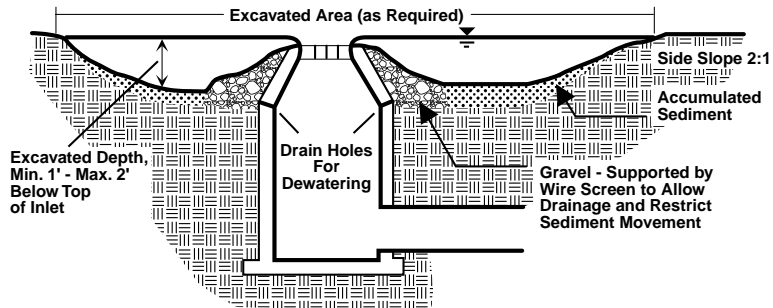 Excavated Area (as Required)
Side Slope 2:1
Accumulated
Sediment
Excavated Depth,
Min. 1' - Max. 2'
Below Top
of Inlet
Drain Holes
For
Dewatering
Gravel - Supported by
Wire Screen to Allow
Drainage and Restrict
Sediment Movement